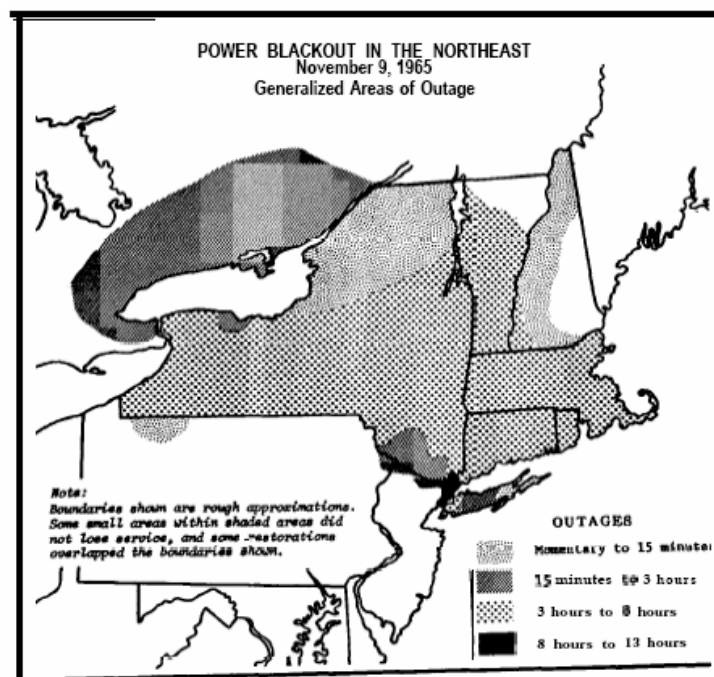 POWER BLACKOUT IN THE NORTHEAST
November 9, 1965
Generalized Areas of Outage
Note:
Boundaries shown are rough approximations.
Some small areas within shaded areas did
not lose service, and some restorations
overlapped the boundaries shown.
OUTAGES
Momentary to 15 minutes
15 minutes to 3 hours
3 hours to 8 hours
8 hours to 13 hours